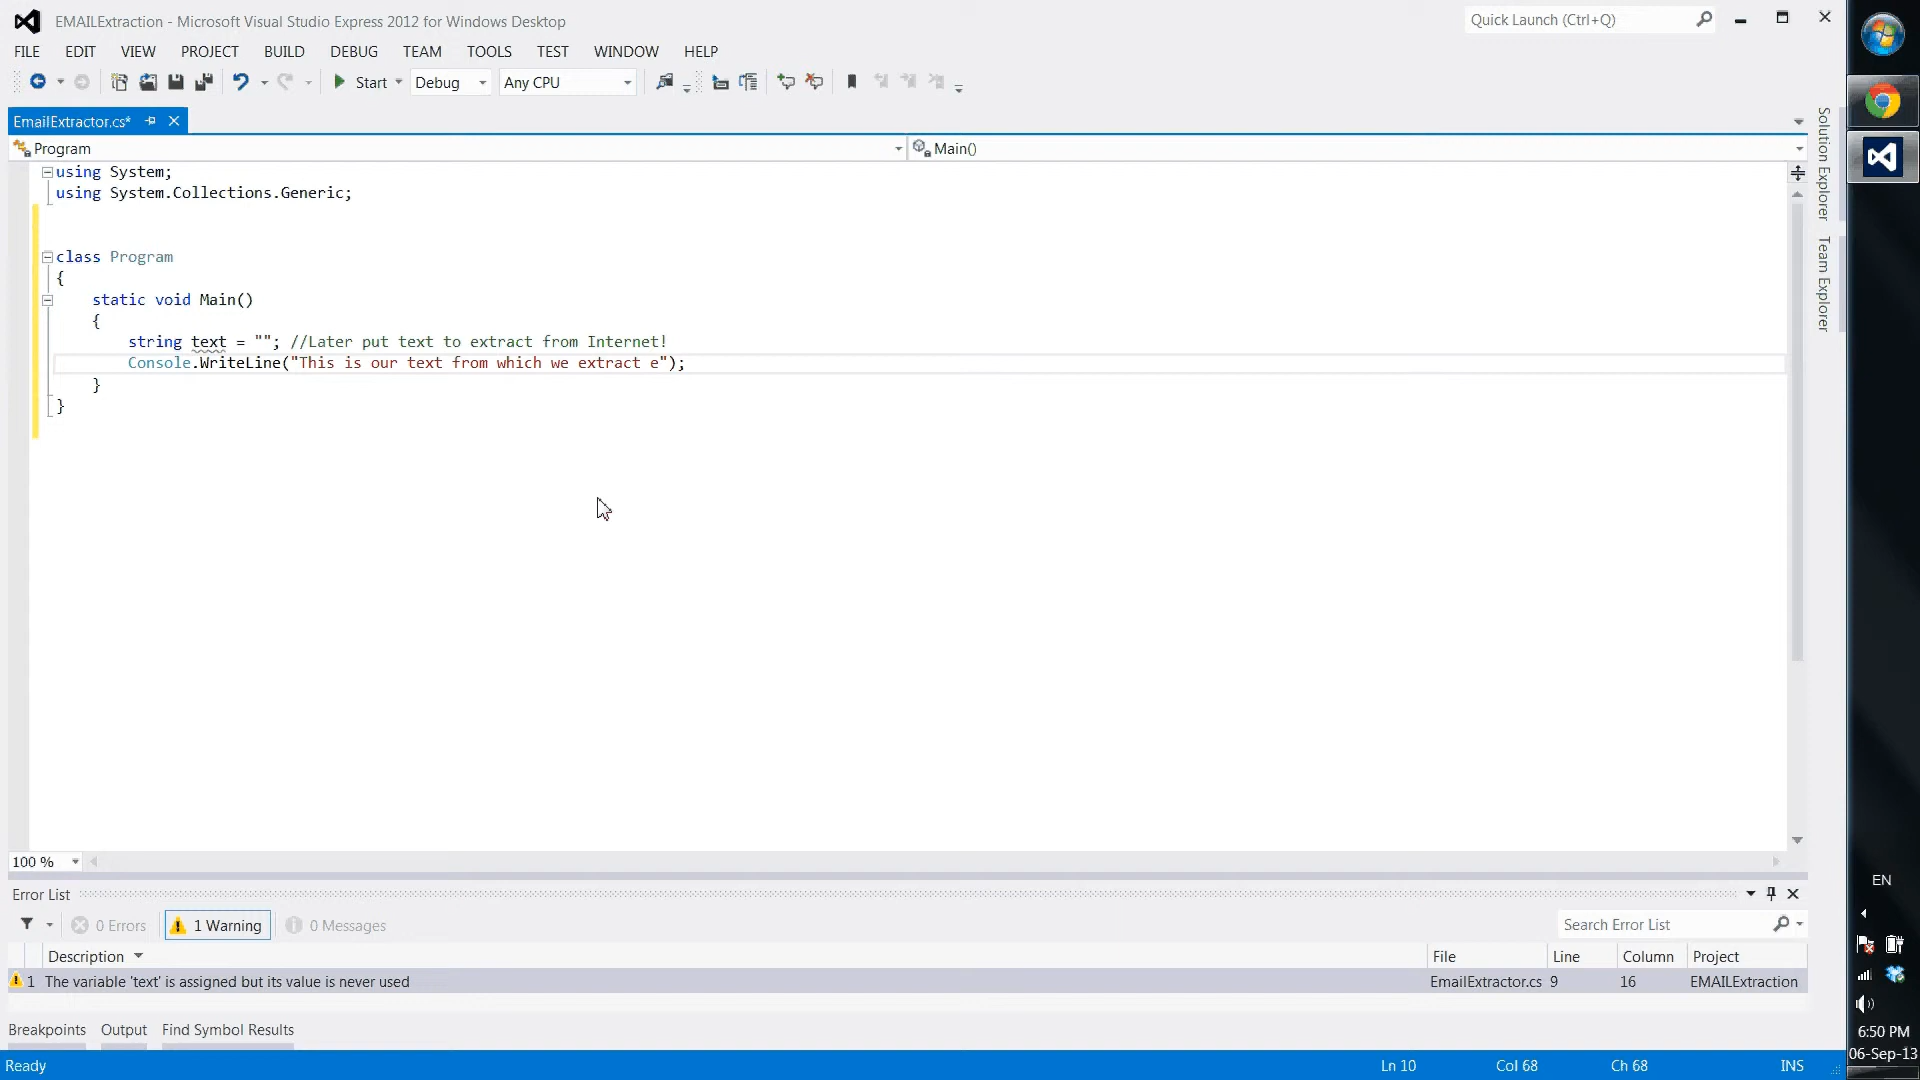 EMAILExtraction - Microsoft Visual Studio Express 2012 for Windows Desktop
Quick Launch (Ctrl+Q)
FILE EDIT VIEW PROJECT BUILD DEBUG TEAM TOOLS TEST WINDOW HELP
Start Debug Any CPU
EmailExtractor.cs*
Program
Main()
using System;
using System.Collections.Generic;
class Program
{
static void Main()
{
string text = ""; //Later put text to extract from Internet!
Console.WriteLine("This is our text from which we extract e");
}
}
Solution Explorer
Team Explorer
100 %
Error List
0 Errors 1 Warning 0 Messages
Search Error List
Description File Line Column Project
1 The variable 'text' is assigned but its value is never used EmailExtractor.cs 9 16 EMAILExtraction
Breakpoints Output Find Symbol Results
Ready Ln 10 Col 68 Ch 68 INS
EN
6:50 PM
06-Sep-13